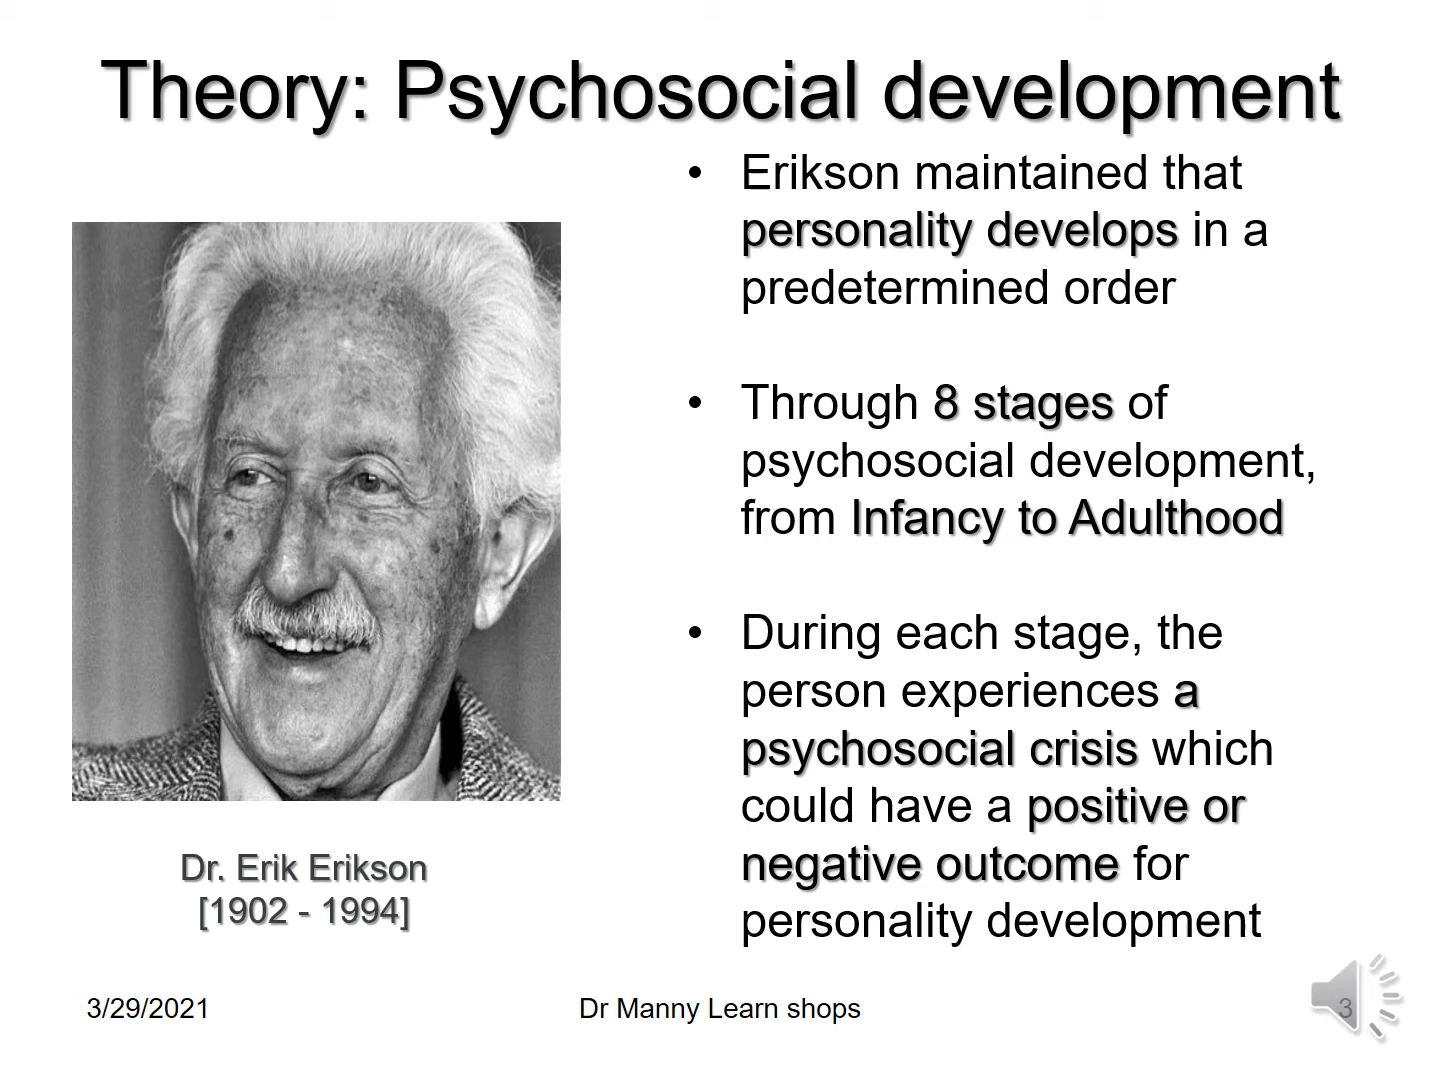 Theory: Psychosocial development
• Erikson maintained that
personality develops in a
predetermined order
• Through 8 stages of
psychosocial development,
from Infancy to Adulthood
• During each stage, the
person experiences a
psychosocial crisis which
could have a positive or
negative outcome for
personality development
Dr. Erik Erikson
[1902 - 1994]
3/29/2021
Dr Manny Learn shops
3